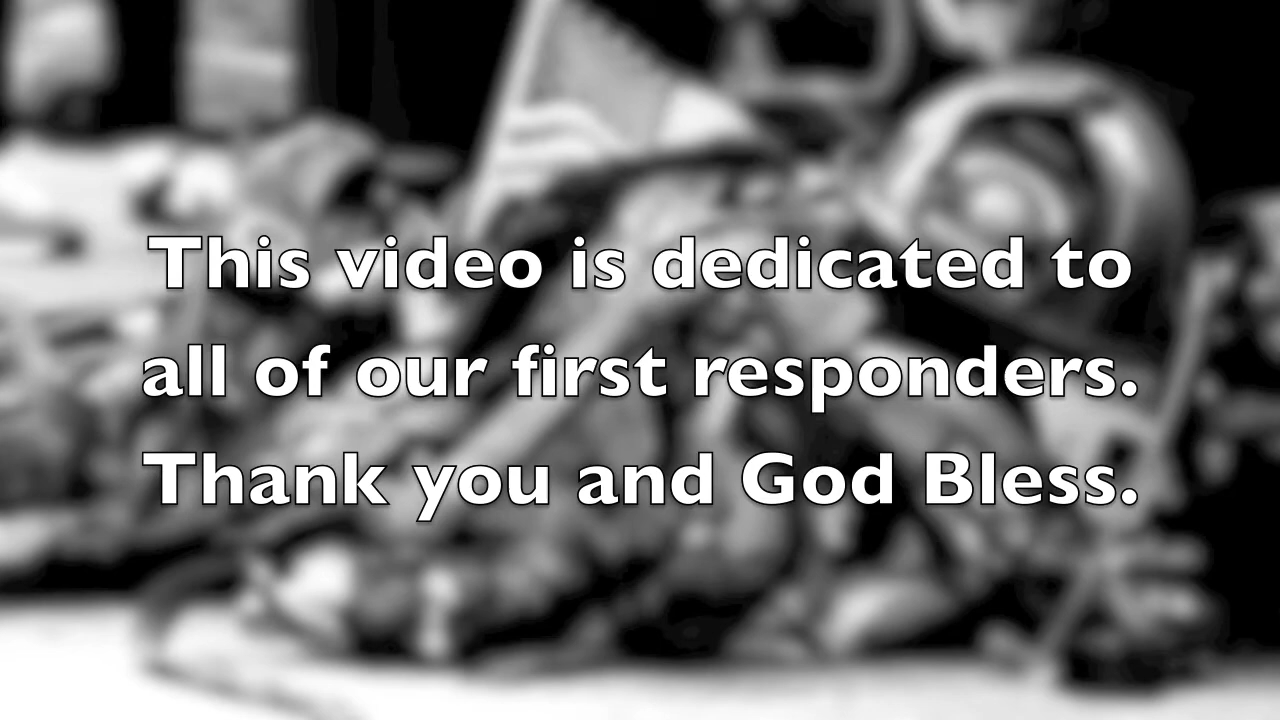 This video is dedicated to
all of our first responders.
Thank you and God Bless.